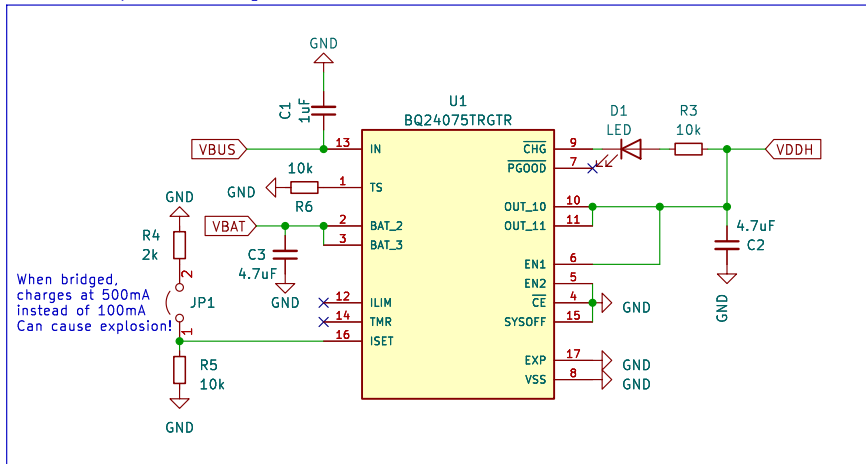 GND
U1
BQ24075TRGTR
C1
1uF
D1
LED
R3
10k
VBUS
13
IN
CHG
9
PGOOD
7
VDDH
10k
GND
R6
1
TS
OUT_10
10
OUT_11
11
GND
VBAT
2
BAT_2
3
BAT_3
R4
2k
C3
4.7uF
GND
4.7uF
C2
GND
EN1
6
EN2
5
CE
4
SYSOFF
15
GND
When bridged,
charges at 500mA
instead of 100mA
Can cause explosion!
2
JP1
1
12
ILIM
14
TMR
16
ISET
R5
10k
GND
EXP
17
GND
VSS
8
GND